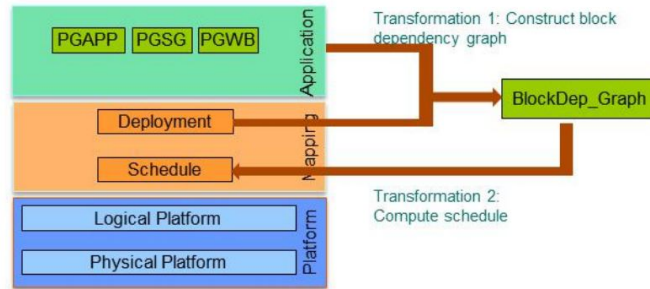 PGAPP PGSG PGWB
Application
Transformation 1: Construct block
dependency graph
BlockDep_Graph
Deployment
Schedule
Mapping
Transformation 2:
Compute schedule
Logical Platform
Physical Platform
Platform